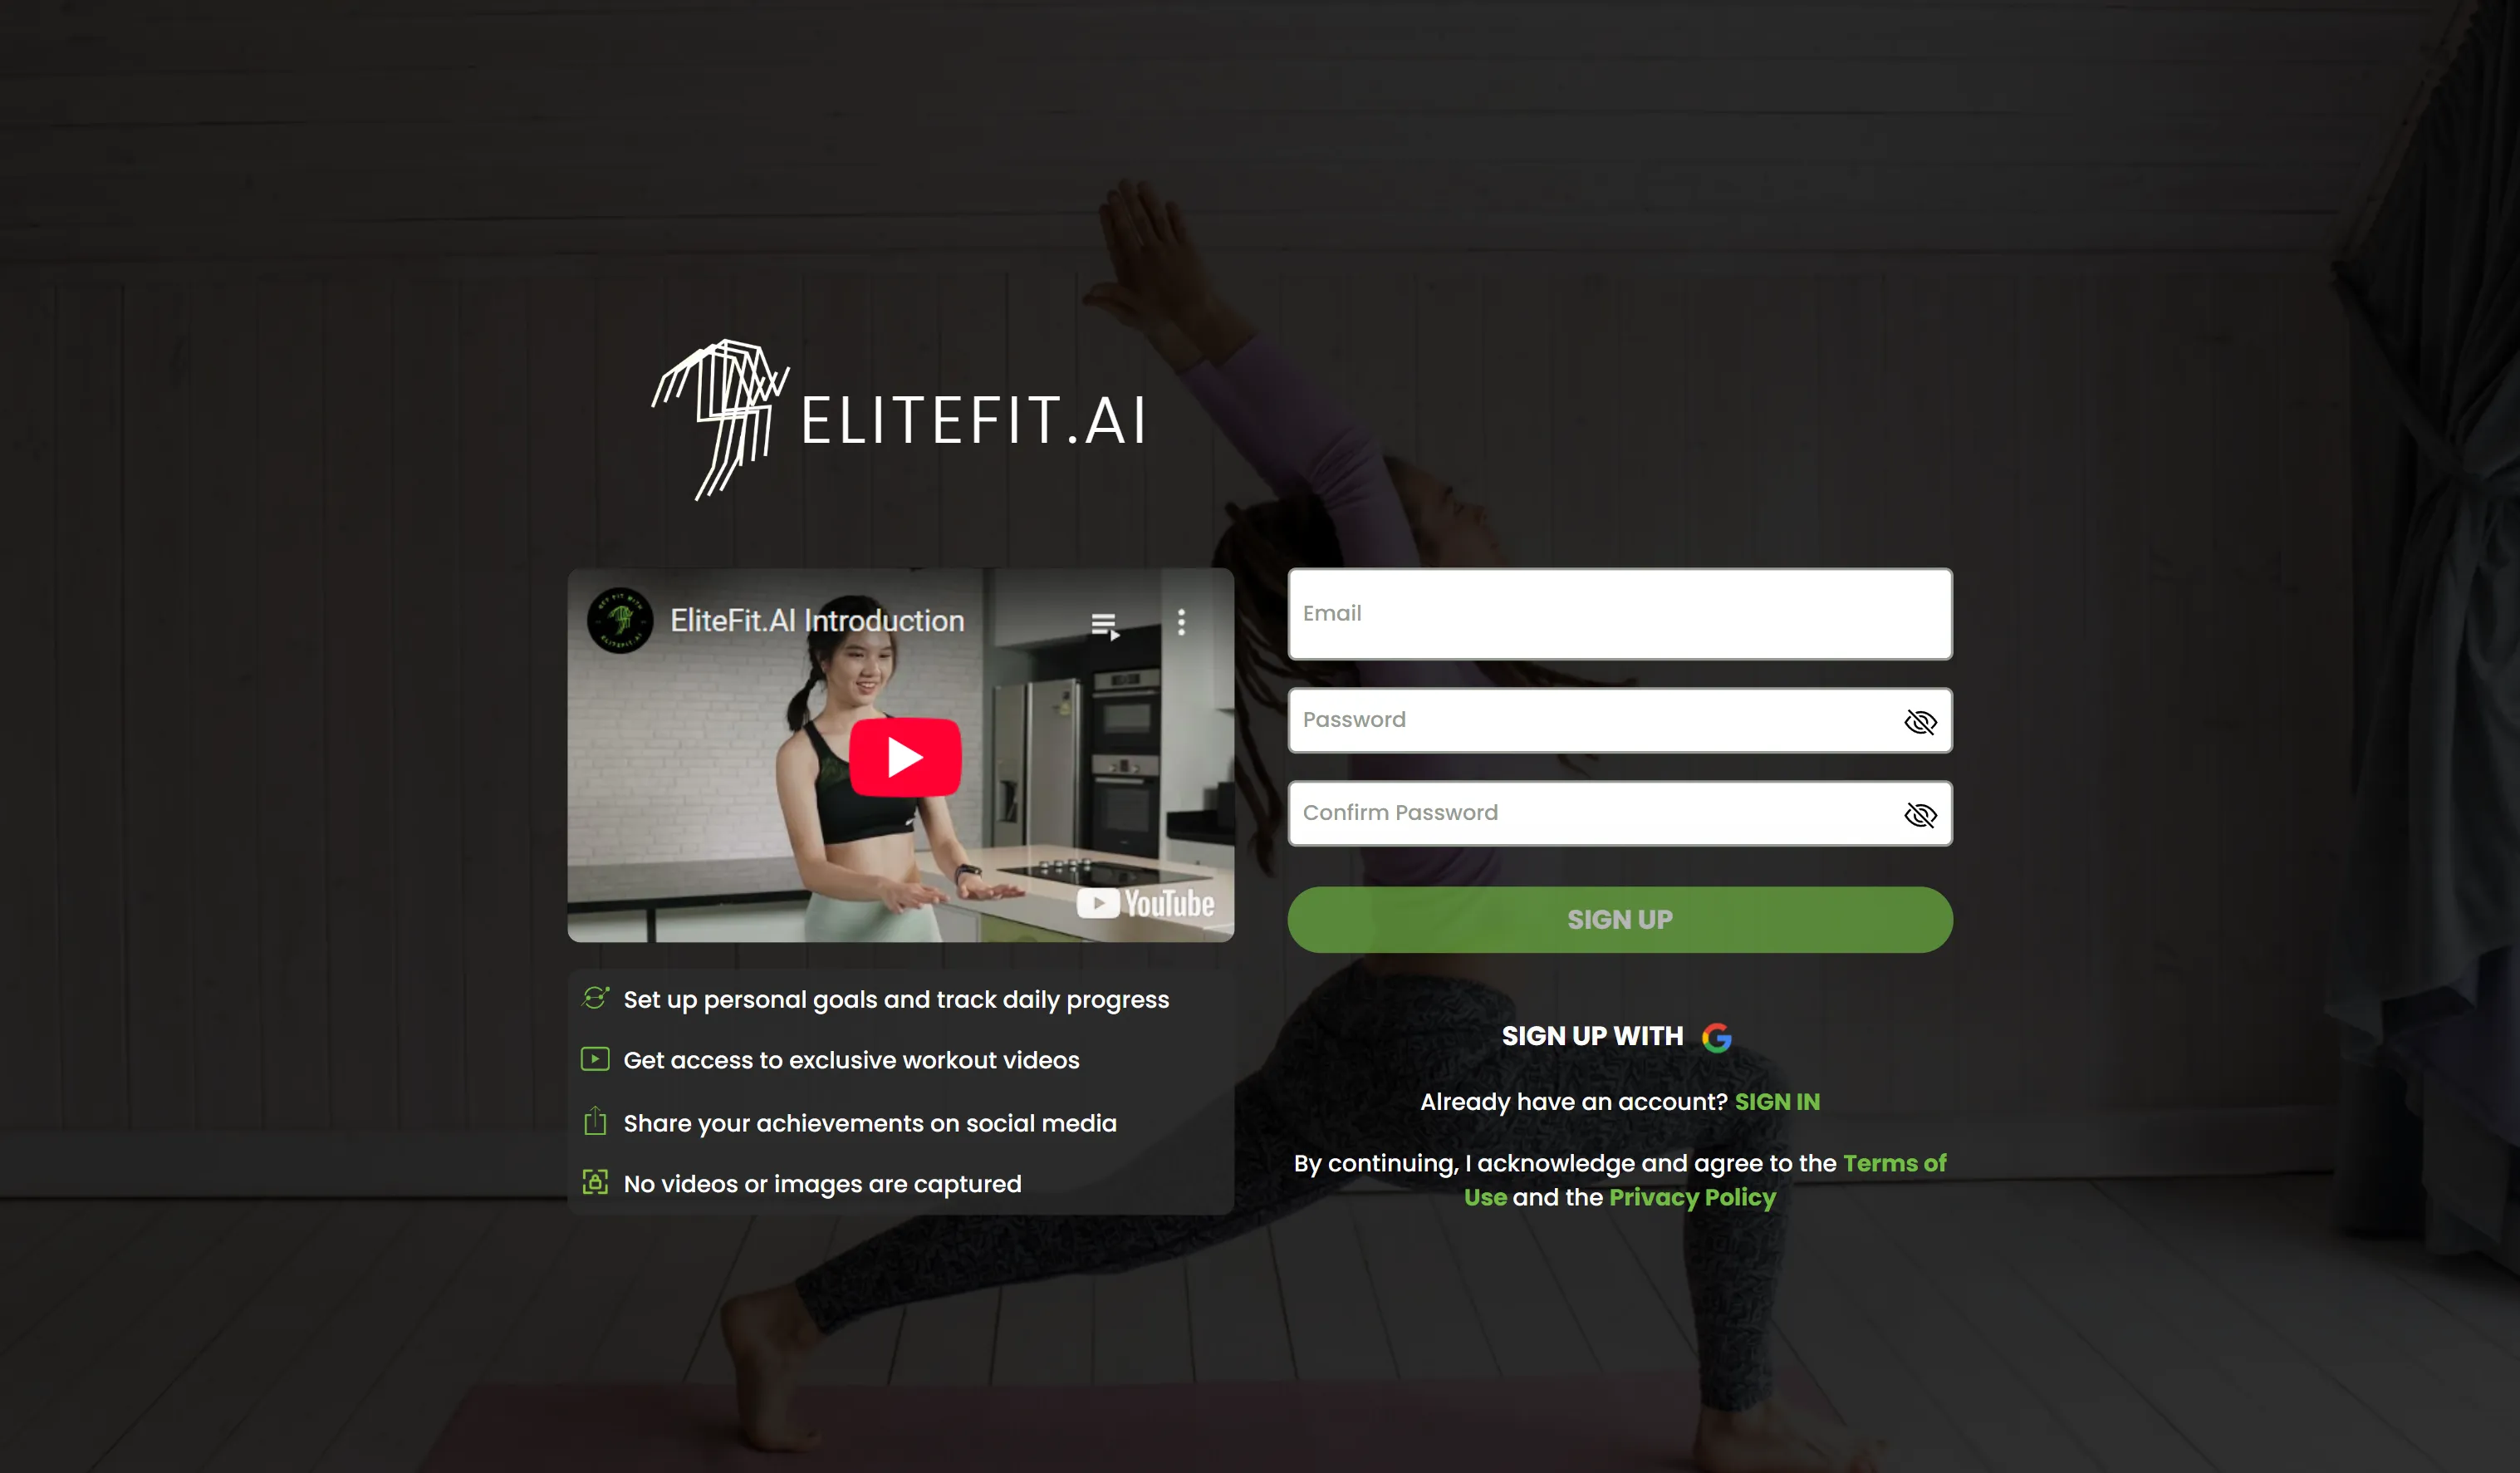 ELITEFIT.AI
EliteFit.AI Introduction
YouTube
Set up personal goals and track daily progress
Get access to exclusive workout videos
Share your achievements on social media
No videos or images are captured
Email
Password
Confirm Password
SIGN UP
SIGN UP WITH
Already have an account? SIGN IN
By continuing, I acknowledge and agree to the Terms of
Use and the Privacy Policy